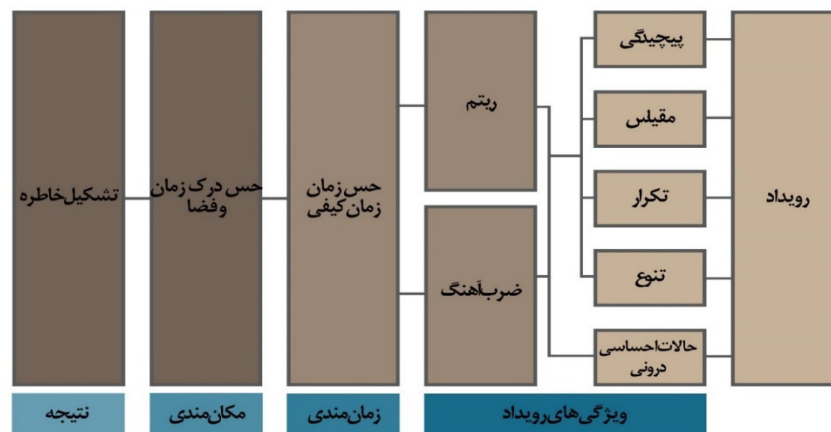 رویداد
پیچیدگی
مقیاس
تکرار
تنوع
حالات احساسی
درونی
ریتم
ضرب‌آهنگ
حس زمان
زمان کیفی
حس درک زمان
و فضا
تشکیل خاطره
ویژگی‌های رویداد
زمان‌مندی
مکان‌مندی
نتیجه